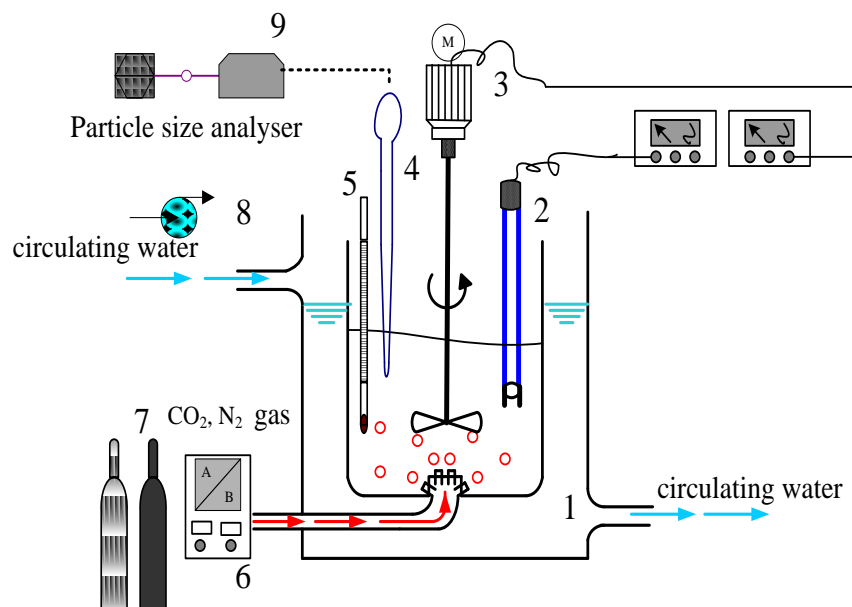 9
M
3
Particle size analyser
4
5
2
8
circulating water
7
CO₂, N₂ gas
A
B
1
circulating water
6